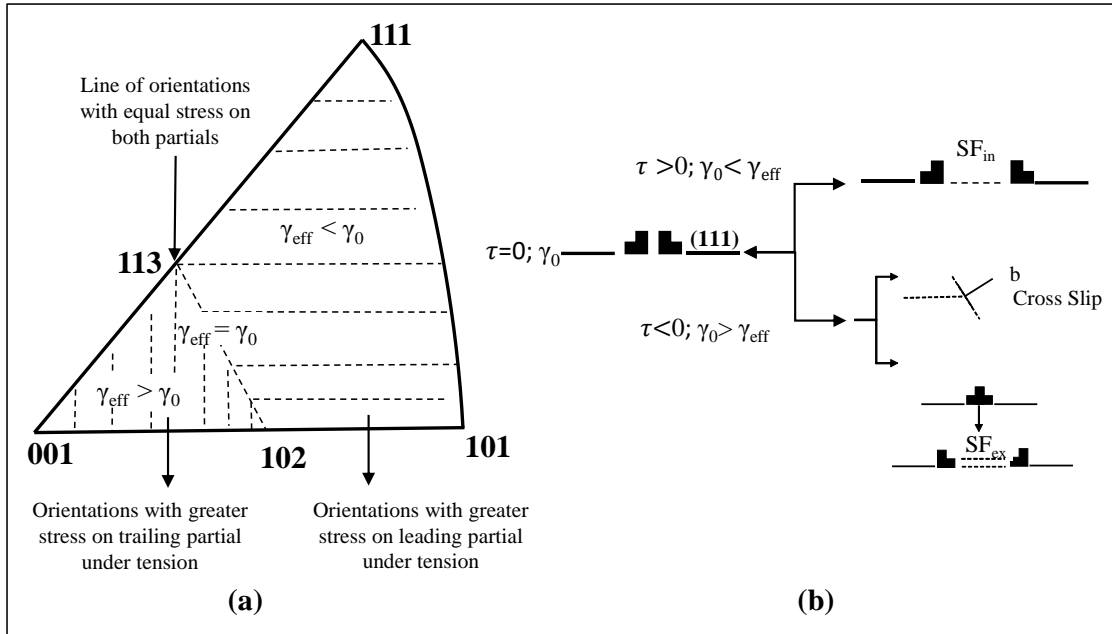 111
Line of orientations
with equal stress on
both partials
γeff < γ0
113
γeff = γ0
γeff > γ0
001
102
101
Orientations with greater
stress on trailing partial
under tension
Orientations with greater
stress on leading partial
under tension
(a)
τ >0; γ0< γeff
SFin
τ=0; γ0
(111)
b
Cross Slip
τ<0; γ0> γeff
SFex
(b)